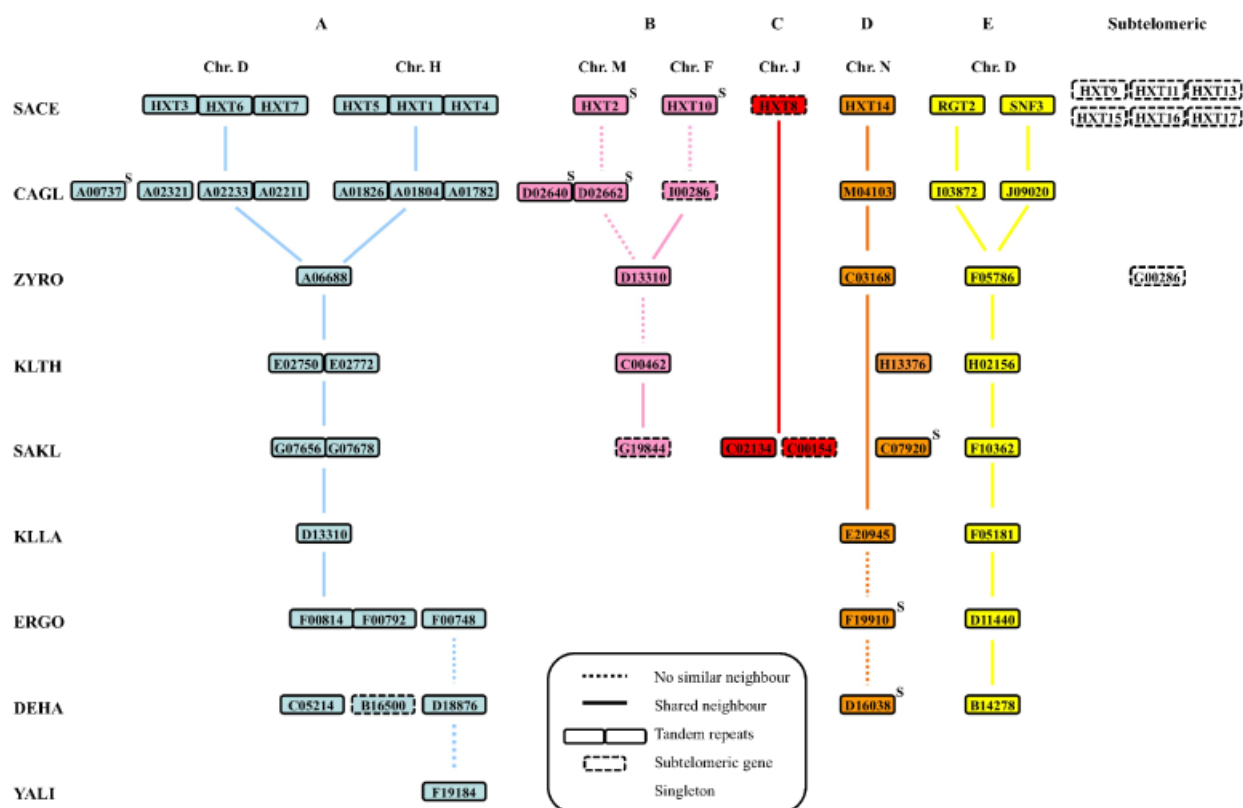 A B C D E Subtelomeric
Chr. D Chr. H Chr. M Chr. F Chr. J Chr. N Chr. D
SACE HXT3 HXT6 HXT7 HXT5 HXT1 HXT4 HXT2 S HXT10 S HXT8 HXT14 RGT2 SNF3 HXT9 HXT11 HXT13
HXT15 HXT16 HXT17
CAGL A00737 S A02321 A02233 A02211 A01826 A01804 A01782 D02640 S D02662 S I00286 M04103 I03872 J09020
ZYRO A06688 D13310 C03168 F05786 G00286
KLTH E02750 E02772 C00462 H13376 H02156
SAKL G07656 G07678 G19844 C02134 C00154 C07920 S F10362
KLLA D13310 E20945 F05181
ERGO F00814 F00792 F00748 F19910 S D11440
DEHA C05214 B16500 D18876 D16038 S B14278
YALI F19184
No similar neighbour
Shared neighbour
Tandem repeats
Subtelomeric gene
Singleton